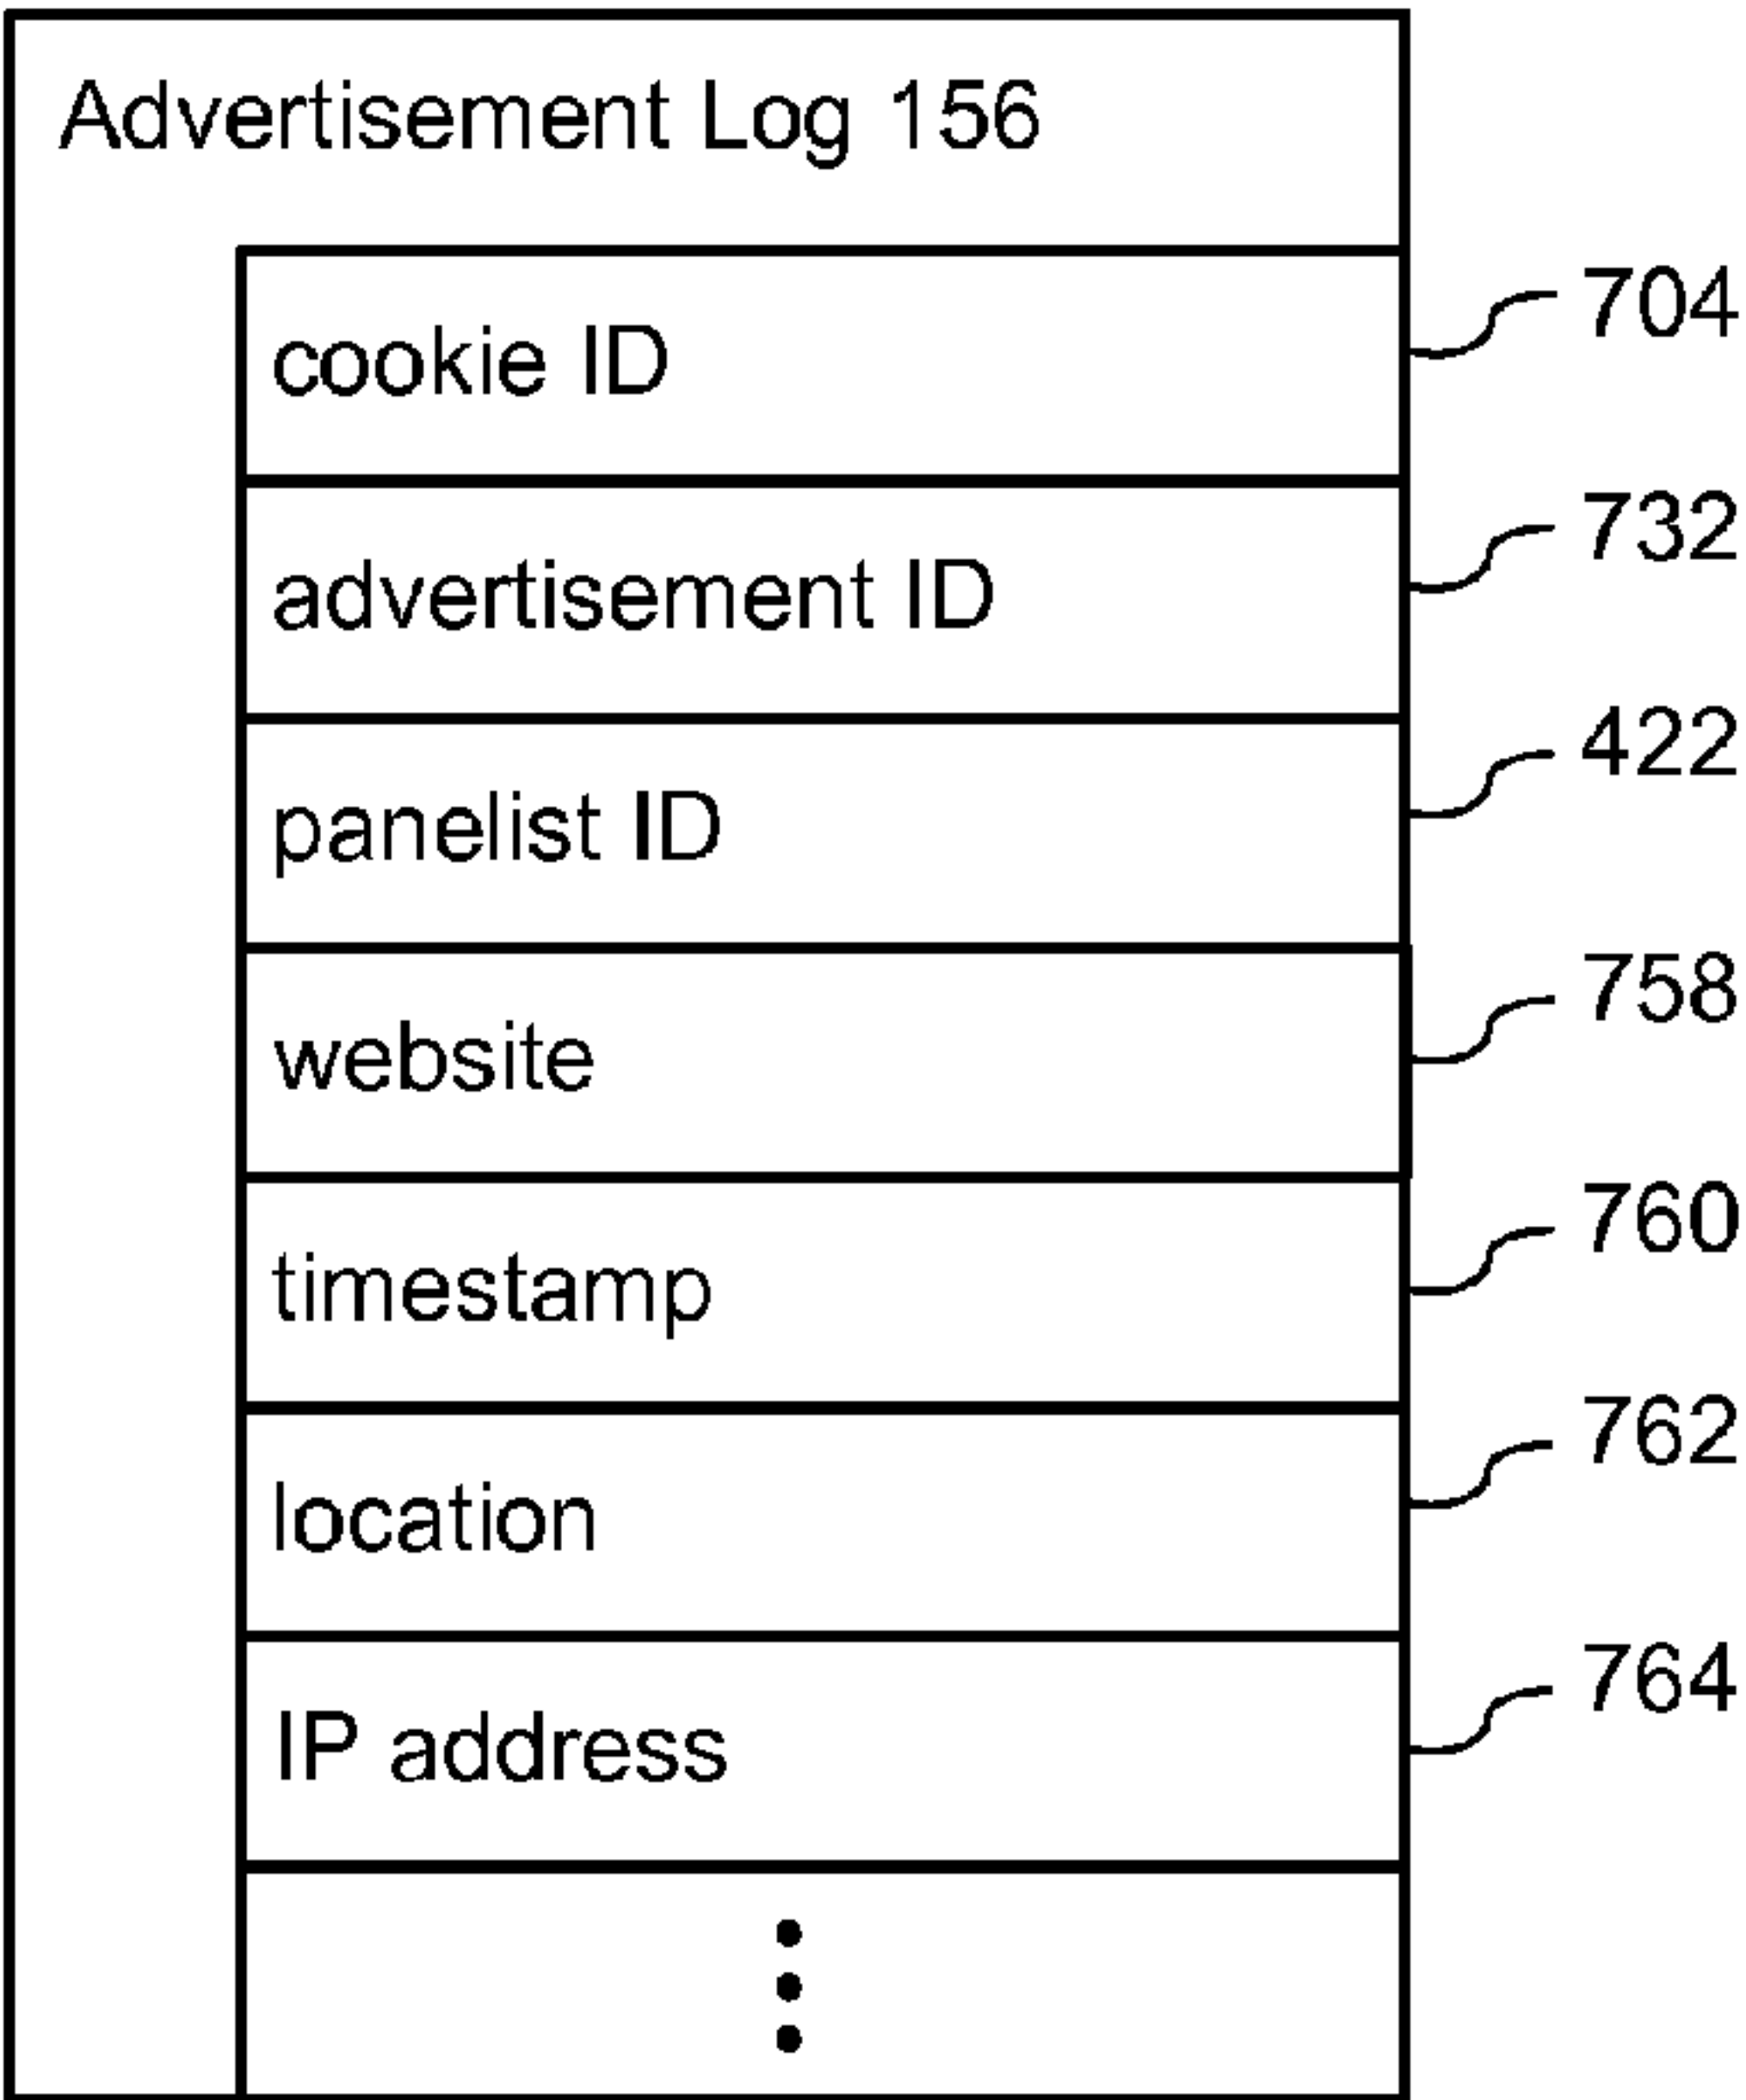 Advertisement Log 156
cookie ID 704
advertisement ID 732
panelist ID 422
website 758
timestamp 760
location 762
IP address 764